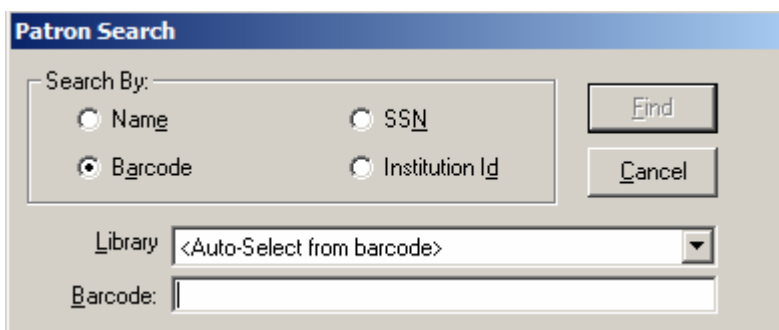 Patron Search
Search By:
Name SSN
Find
Barcode Institution Id
Cancel
Library <Auto-Select from barcode>
Barcode: